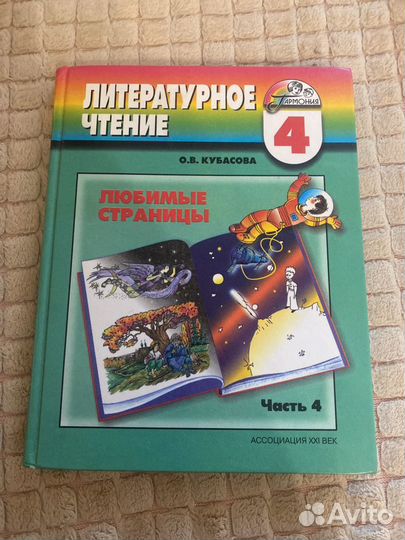 ЛИТЕРАТУРНОЕ
ЧТЕНИЕ
ГАРМОНИЯ
4
О.В. КУБАСОВА
ЛЮБИМЫЕ
СТРАНИЦЫ
Часть 4
АССОЦИАЦИЯ XXI ВЕК
Avito